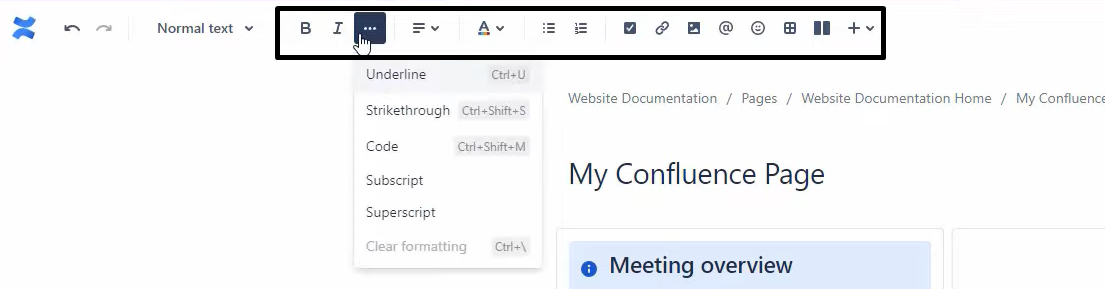 Normal text B I ... A @
Underline Ctrl+U
Strikethrough Ctrl+Shift+S
Code Ctrl+Shift+M
Subscript
Superscript
Clear formatting Ctrl+\
Website Documentation / Pages / Website Documentation Home / My Confluence
My Confluence Page
Meeting overview